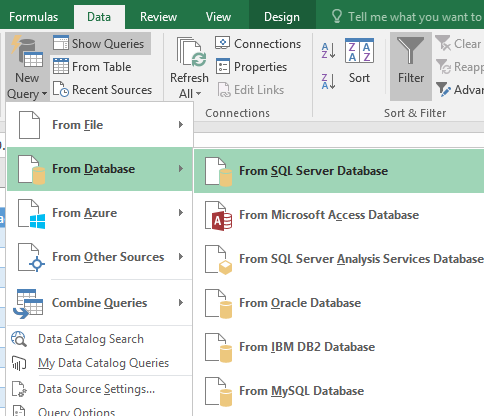 Formulas Data Review View Design Tell me what you want to
New Query
Show Queries
From Table
Recent Sources
Refresh All
Connections
Properties
Edit Links
Connections
Sort
Filter
Clear
Reapp
Advan
Sort & Filter
From File
From Database
From Azure
From Other Sources
Combine Queries
Data Catalog Search
My Data Catalog Queries
Data Source Settings...
Query Options
From SQL Server Database
From Microsoft Access Database
From SQL Server Analysis Services Database
From Oracle Database
From IBM DB2 Database
From MySQL Database